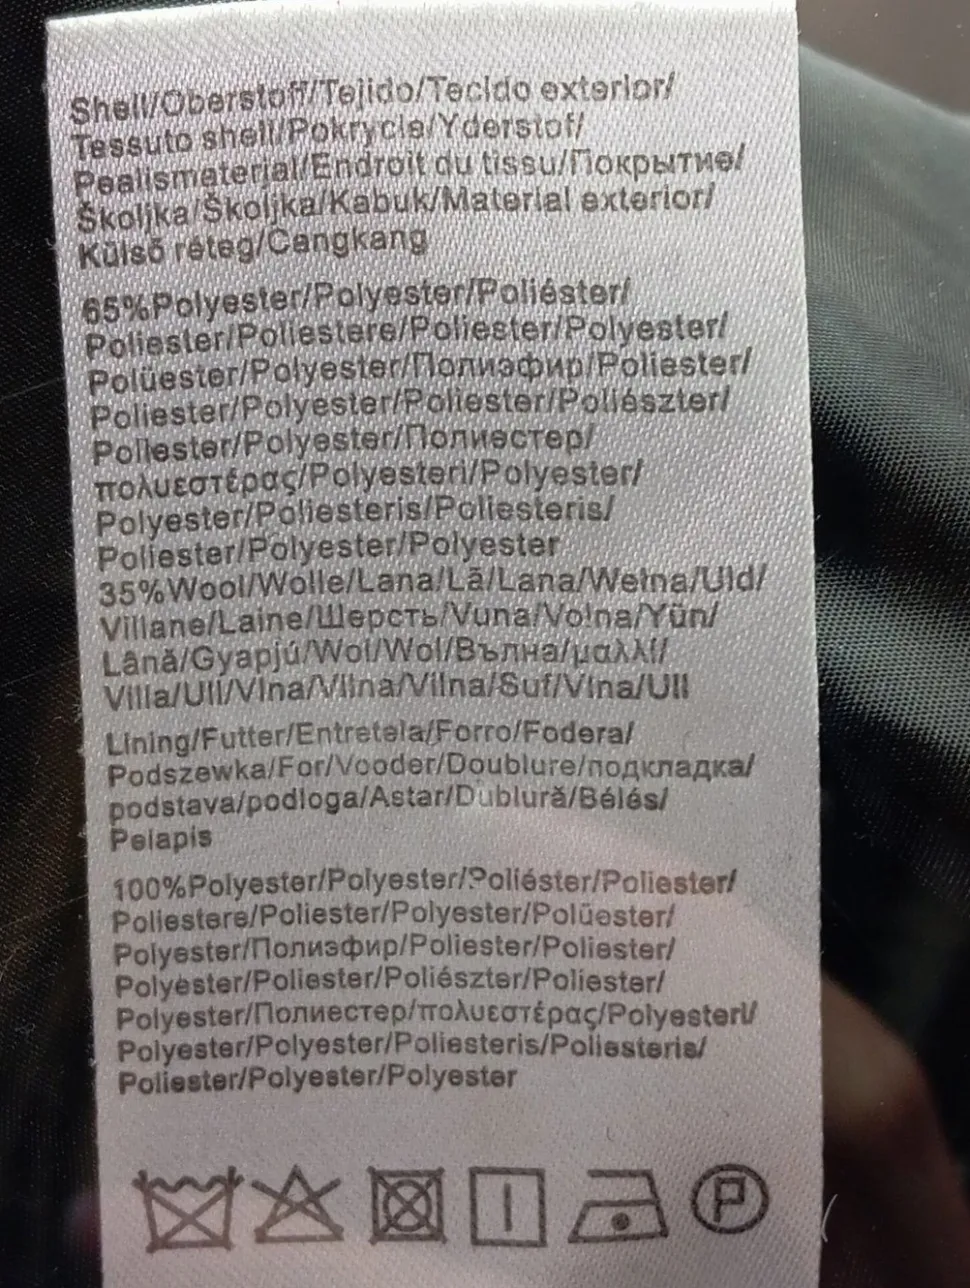 Shell/Oberstoff/Tejido/Tecido exterior/
Tessuto shell/Pokrycie/Yderstof/
Pealismaterjal/Endroit du tissu/Покрытие/
Školjka/Školjka/Kabuk/Material exterior/
Külső réteg/Cangkang
65%Polyester/Polyester/Poliéster/
Poliester/Poliestere/Poliester/Polyester/
Polüester/Polyester/Полиэфир/Poliester/
Poliester/Polyester/Poliester/Poliészter/
Poliester/Polyester/Полиестер/
πολυεστέρας/Polyesteri/Polyester/
Polyester/Poliesteris/Poliesteris/
Poliester/Polyester/Polyester
35%Wool/Wolle/Lana/Lã/Lana/Wełna/Uld/
Villane/Laine/Шерсть/Vuna/Volna/Yün/
Lână/Gyapjú/Wol/Wol/Вълна/μαλλί/
Villa/Ull/Vlna/Vilna/Vilna/Suf/Vlna/Ull
Lining/Futter/Entretela/Forro/Fodera/
Podszewka/For/Vooder/Doublure/подкладка/
podstava/podloga/Astar/Dublură/Bélés/
Pelapis
100%Polyester/Polyester/Poliéster/Poliester/
Poliestere/Poliester/Polyester/Polüester/
Polyester/Полиэфир/Poliester/Poliester/
Polyester/Poliester/Poliészter/Poliester/
Polyester/Полиестер/πολυεστέρας/Polyesteri/
Polyester/Polyester/Poliesteris/Poliesteris/
Poliester/Polyester/Polyester
P